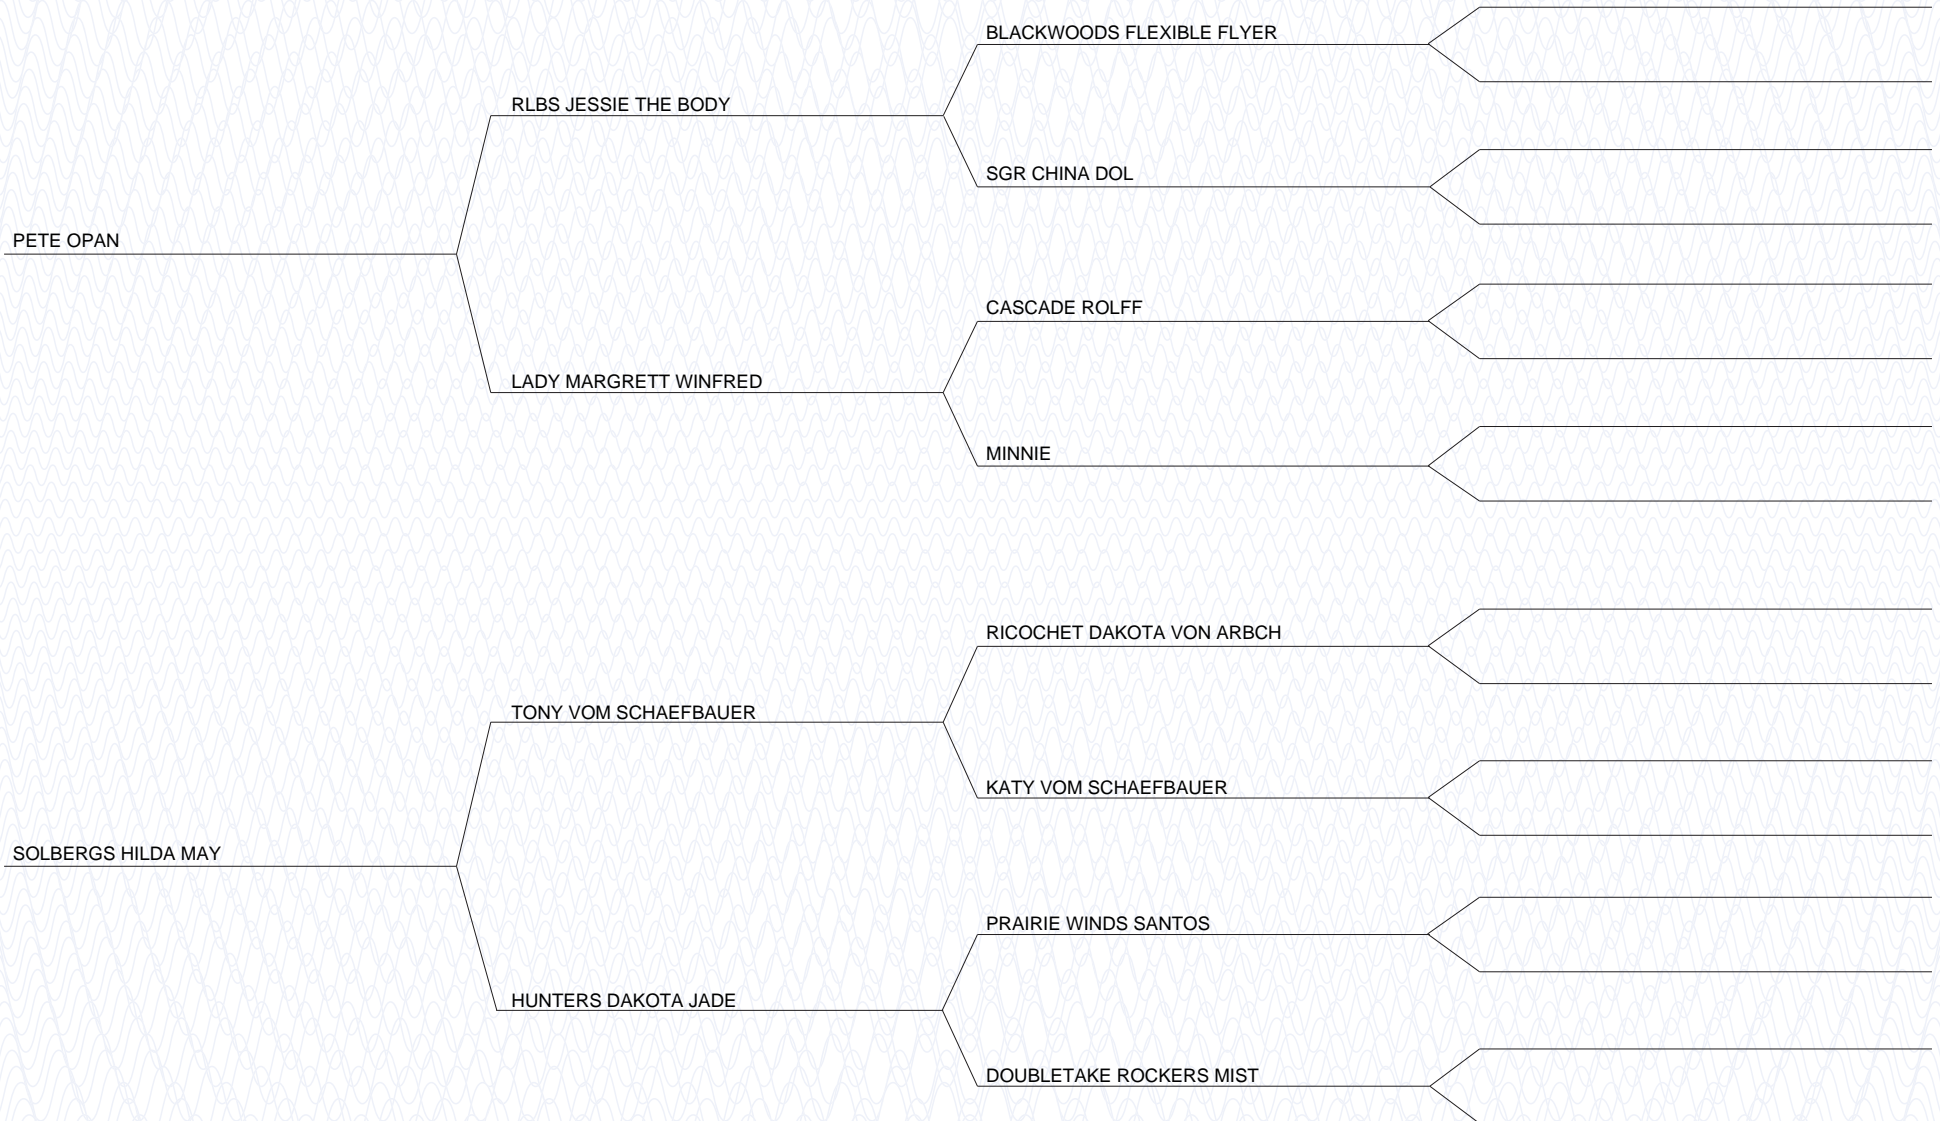 BLACKWOODS FLEXIBLE FLYER
RLBS JESSIE THE BODY
SGR CHINA DOL
PETE OPAN
CASCADE ROLFF
LADY MARGRETT WINFRED
MINNIE
RICOCHET DAKOTA VON ARBCH
TONY VOM SCHAEFBAUER
KATY VOM SCHAEFBAUER
SOLBERGS HILDA MAY
PRAIRIE WINDS SANTOS
HUNTERS DAKOTA JADE
DOUBLETAKE ROCKERS MIST